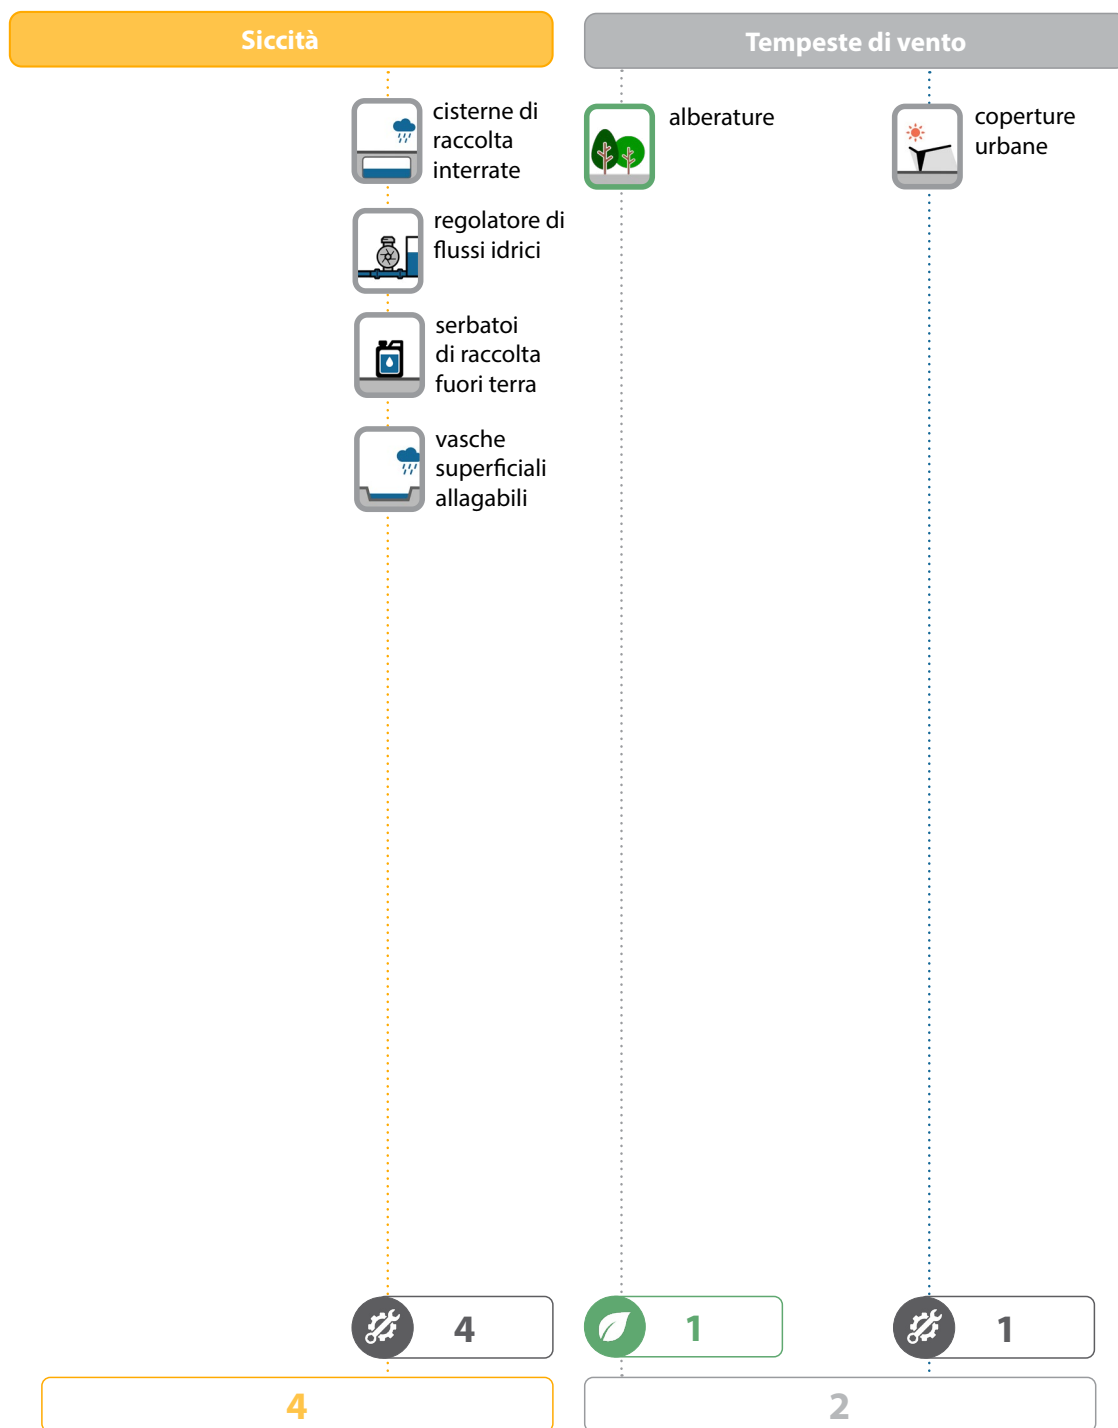 Siccità
cisterne di
raccolta
interrate
regolatore di
flussi idrici
serbatoi
di raccolta
fuori terra
vasche
superficiali
allagabili
4
4
Tempeste di vento
alberature
coperture
urbane
1
1
2